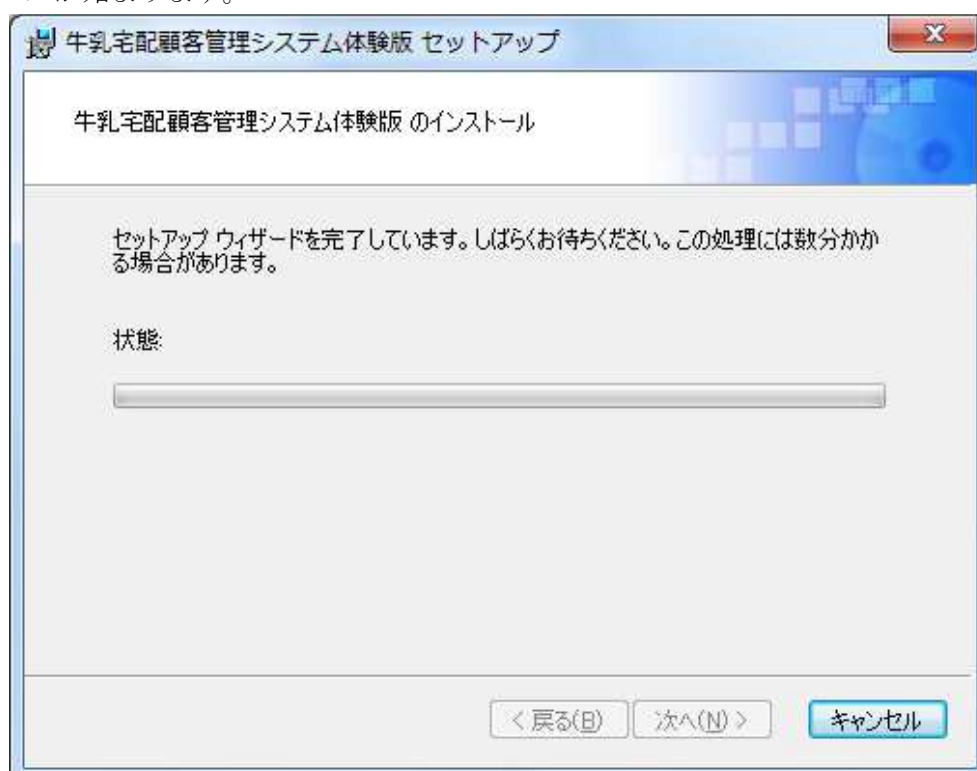 牛乳宅配顧客管理システム体験版 セットアップ
牛乳宅配顧客管理システム体験版 のインストール
セットアップ ウィザードを完了しています。しばらくお待ちください。この処理には数分かか
る場合があります。
状態:
< 戻る(B)
次へ(N) >
キャンセル